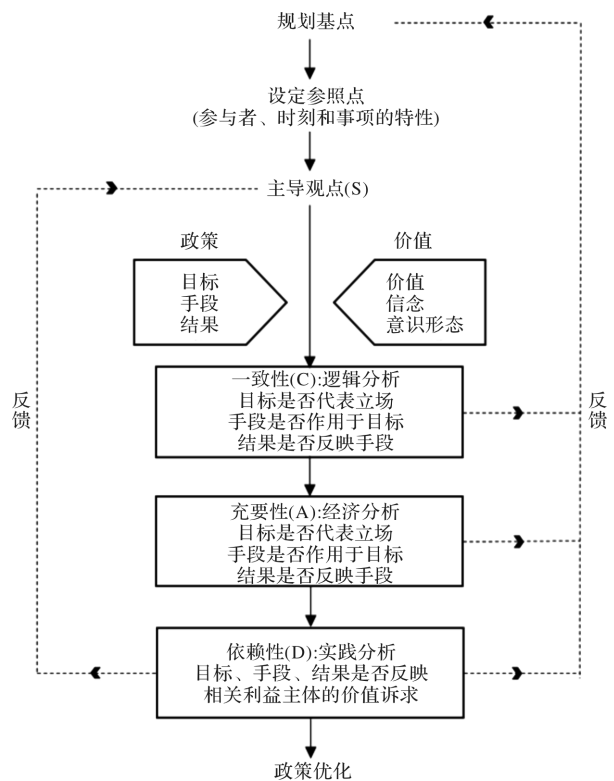 规划基点
设定参照点
(参与者、时刻和事项的特性)
主导观点(S)
政策
价值
目标
手段
结果
价值
信念
意识形态
反馈
反馈
一致性(C):逻辑分析
目标是否代表立场
手段是否作用于目标
结果是否反映手段
充要性(A):经济分析
目标是否代表立场
手段是否作用于目标
结果是否反映手段
依赖性(D):实践分析
目标、手段、结果是否反映
相关利益主体的价值诉求
政策优化